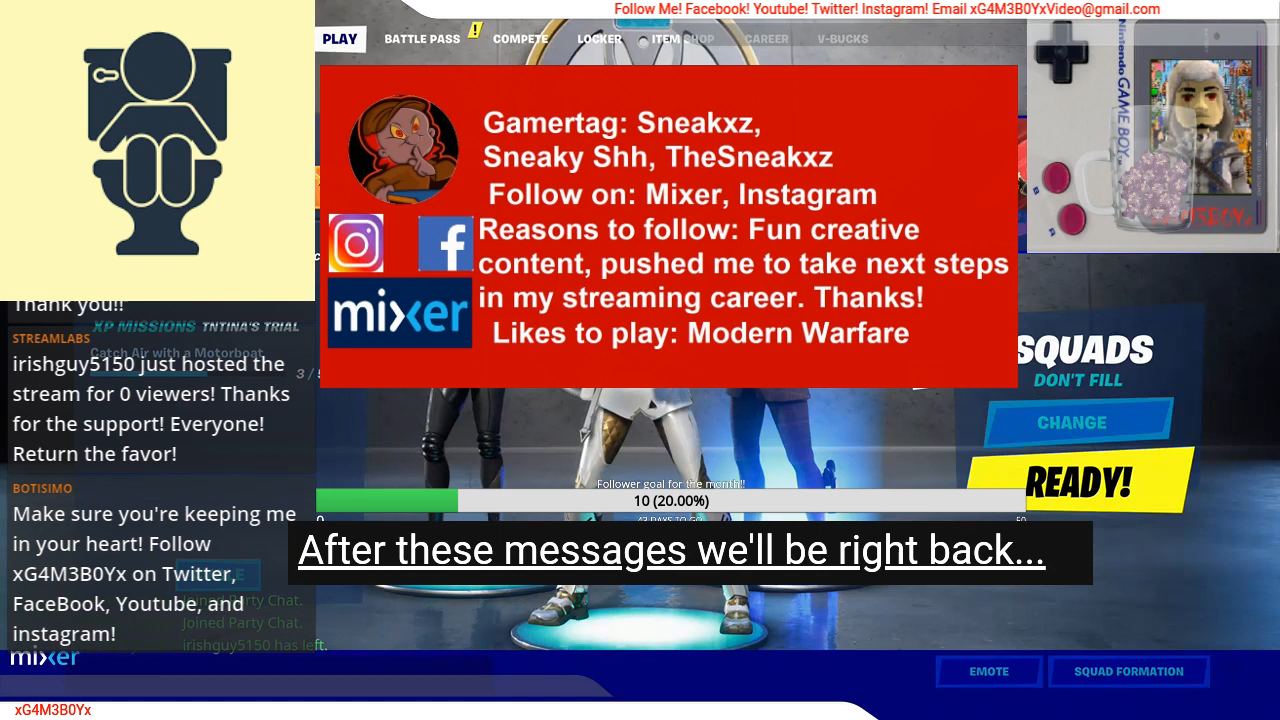 Follow Me! Facebook! Youtube! Twitter! Instagram! Email xG4M3B0YxVideo@gmail.com
PLAY
BATTLE PASS
!
COMPETE
LOCKER
ITEM SHOP
CAREER
V-BUCKS
Nintendo GAME BOY
Gamertag: Sneakxz,
Sneaky Shh, TheSneakxz
Follow on: Mixer, Instagram
Reasons to follow: Fun creative
content, pushed me to take next steps
in my streaming career. Thanks!
Likes to play: Modern Warfare
mixer
Thank you!!
XP MISSIONS TNTINA'S TRIAL
Catch Air with a Motorboat
STREAMLABS
irishguy5150 just hosted the
stream for 0 viewers! Thanks
for the support! Everyone!
Return the favor!
BOTISIMO
Make sure you're keeping me
in your heart! Follow
xG4M3B0Yx on Twitter,
FaceBook, Youtube, and
instagram!
Joined Party Chat.
Joined Party Chat.
irishguy5150 has left.
SQUADS
DON'T FILL
CHANGE
READY!
Follower goal for the month!!
10 (20.00%)
0
50
After these messages we'll be right back...
mixer
EMOTE
SQUAD FORMATION
xG4M3B0Yx